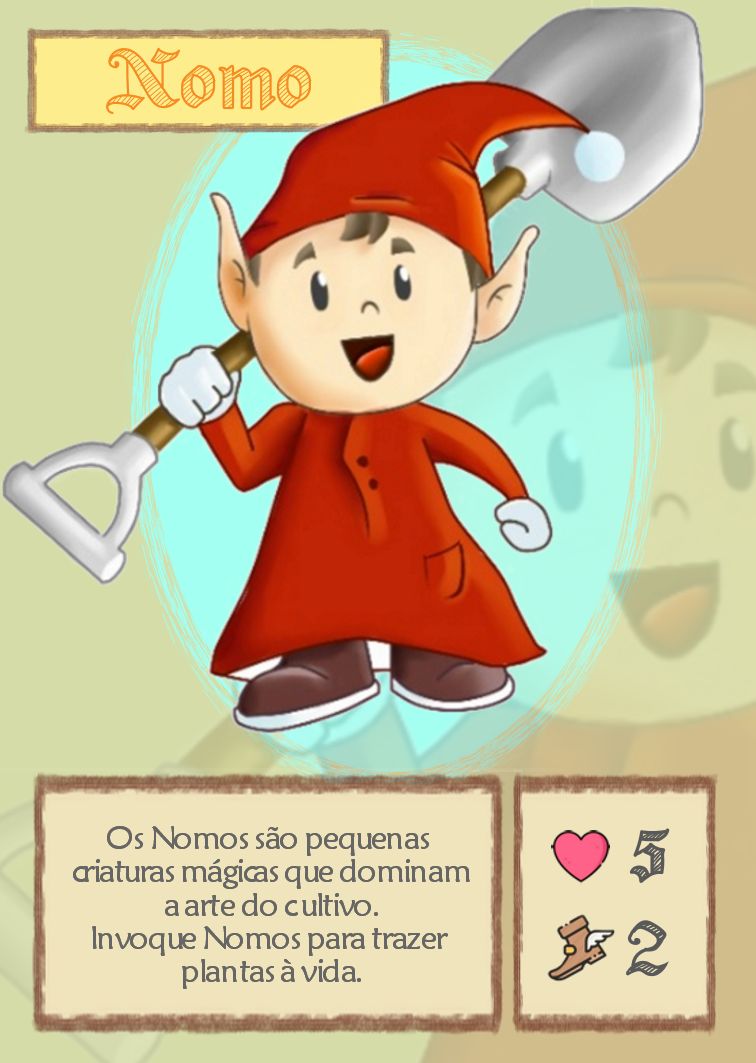 Nomo
Os Nomos são pequenas
criaturas mágicas que dominam
a arte do cultivo.
Invoque Nomos para trazer
plantas à vida.
5
2